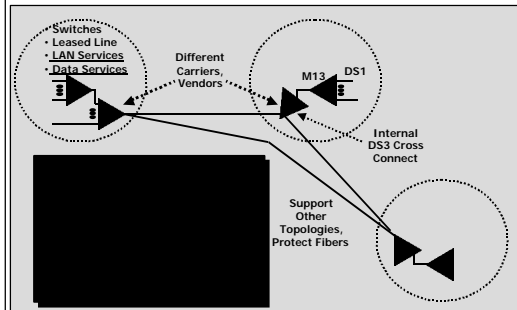 • Switches
• Leased Line
• LAN Services
• Data Services
Different
Carriers,
Vendors
M13
DS1
Internal
DS3 Cross
Connect
Support
Other
Topologies,
Protect Fibers